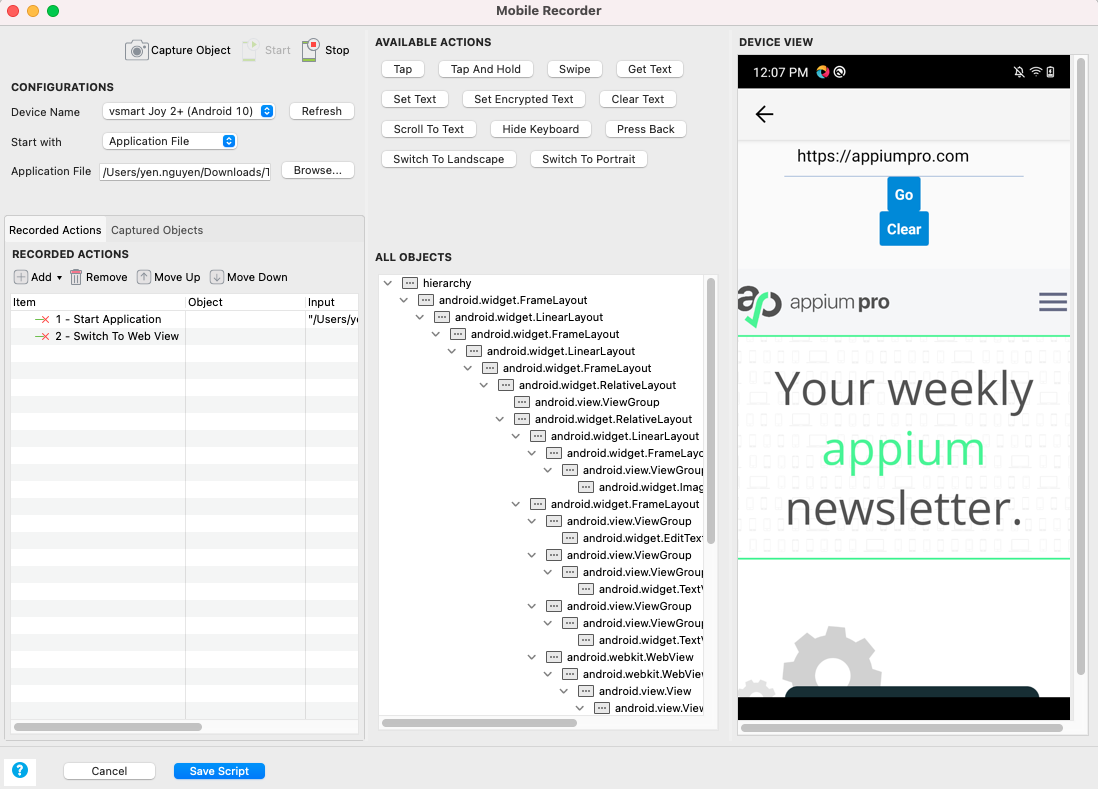 Mobile Recorder
Capture Object
Start
Stop
CONFIGURATIONS
Device Name
vsmart Joy 2+ (Android 10)
Refresh
Start with
Application File
Application File
/Users/yen.nguyen/Downloads/T
Browse...
Recorded Actions
Captured Objects
RECORDED ACTIONS
Add
Remove
Move Up
Move Down
Item
Object
Input
1 - Start Application
"/Users/ye
2 - Switch To Web View
AVAILABLE ACTIONS
Tap
Tap And Hold
Swipe
Get Text
Set Text
Set Encrypted Text
Clear Text
Scroll To Text
Hide Keyboard
Press Back
Switch To Landscape
Switch To Portrait
ALL OBJECTS
hierarchy
android.widget.FrameLayout
android.widget.LinearLayout
android.widget.FrameLayout
android.widget.LinearLayout
android.widget.FrameLayout
android.widget.RelativeLayout
android.view.ViewGroup
android.widget.RelativeLayout
android.widget.LinearLayout
android.widget.FrameLayo
android.view.ViewGroup
android.widget.Imag
android.widget.FrameLayout
android.view.ViewGroup
android.widget.EditText
android.view.ViewGroup
android.view.ViewGroup
android.widget.TextV
android.view.ViewGroup
android.view.ViewGroup
android.widget.TextV
android.webkit.WebView
android.webkit.WebView
android.view.View
android.view.View
DEVICE VIEW
12:07 PM
https://appiumpro.com
Go
Clear
ap appium pro
Your weekly
appium
newsletter.
?
Cancel
Save Script